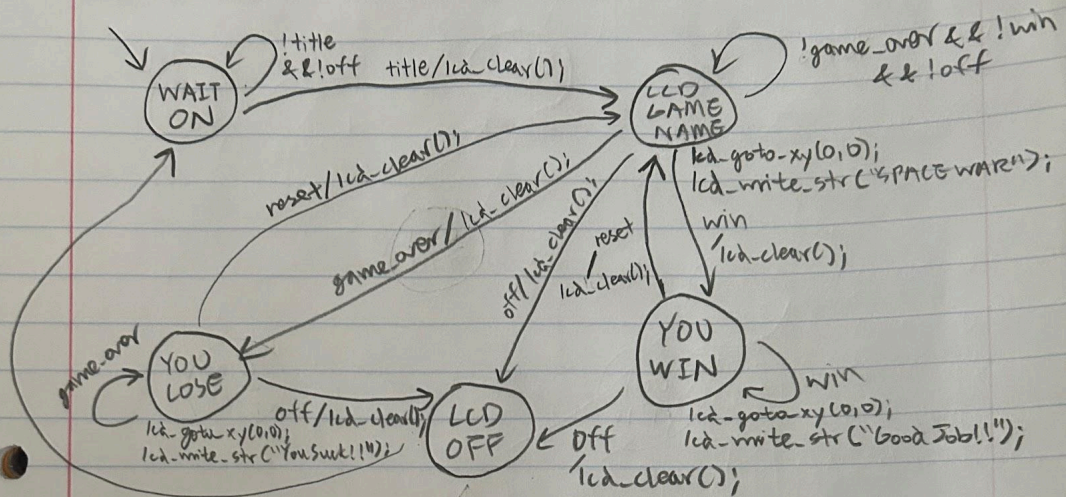 !title
&& !off
title/lcd_clear();
!game_over && !win
&& !off
WAIT
ON
LCD
GAME
NAME
lcd_goto_xy(0,0);
lcd_write_str("SPACE WAR");
reset/lcd_clear();
game_over/lcd_clear();
off/lcd_clear();
reset
/
lcd_clear();
win
/lcd_clear();
game_over
YOU
LOSE
lcd_goto_xy(0,0);
lcd_write_str("You Suck!!");
off/lcd_clear();
LCD
OFF
YOU
WIN
win
lcd_goto_xy(0,0);
lcd_write_str("Good Job!!");
off
/lcd_clear();